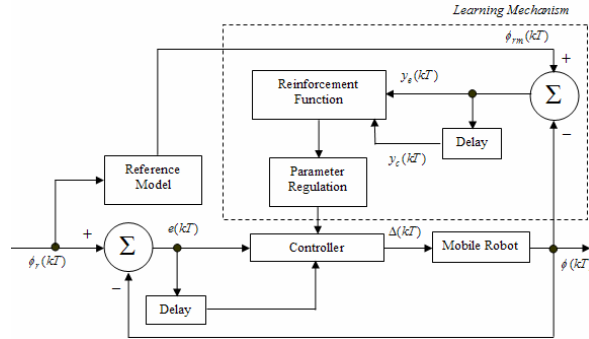 Learning Mechanism
ϕrm(kT)
+
Reinforcement
Function
ye(kT)
Σ
−
Delay
yc(kT)
Reference
Model
Parameter
Regulation
+
Σ
e(kT)
Controller
Δ(kT)
Mobile Robot
ϕr(kT)
−
ϕ(kT
Delay